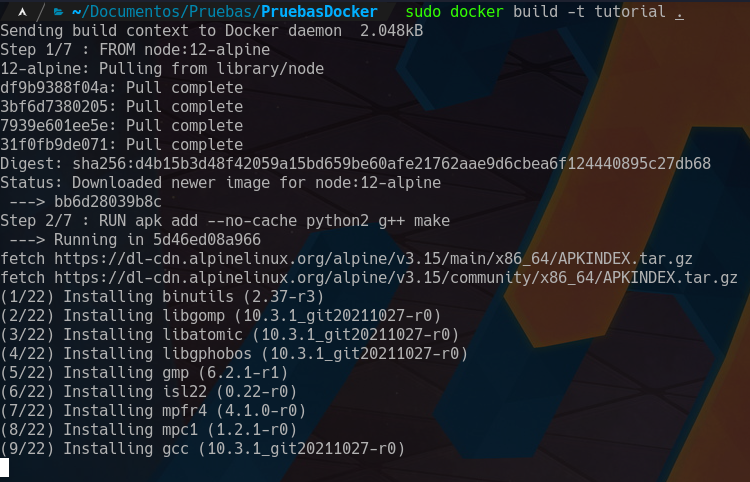 ~/Documentos/Pruebas/PruebasDocker sudo docker build -t tutorial .
Sending build context to Docker daemon  2.048kB
Step 1/7 : FROM node:12-alpine
12-alpine: Pulling from library/node
df9b9388f04a: Pull complete
3bf6d7380205: Pull complete
7939e601ee5e: Pull complete
31f0fb9de071: Pull complete
Digest: sha256:d4b15b3d48f42059a15bd659be60afe21762aae9d6cbea6f124440895c27db68
Status: Downloaded newer image for node:12-alpine
 ---> bb6d28039b8c
Step 2/7 : RUN apk add --no-cache python2 g++ make
 ---> Running in 5d46ed08a966
fetch https://dl-cdn.alpinelinux.org/alpine/v3.15/main/x86_64/APKINDEX.tar.gz
fetch https://dl-cdn.alpinelinux.org/alpine/v3.15/community/x86_64/APKINDEX.tar.gz
(1/22) Installing binutils (2.37-r3)
(2/22) Installing libgomp (10.3.1_git20211027-r0)
(3/22) Installing libatomic (10.3.1_git20211027-r0)
(4/22) Installing libgphobos (10.3.1_git20211027-r0)
(5/22) Installing gmp (6.2.1-r1)
(6/22) Installing isl22 (0.22-r0)
(7/22) Installing mpfr4 (4.1.0-r0)
(8/22) Installing mpc1 (1.2.1-r0)
(9/22) Installing gcc (10.3.1_git20211027-r0)